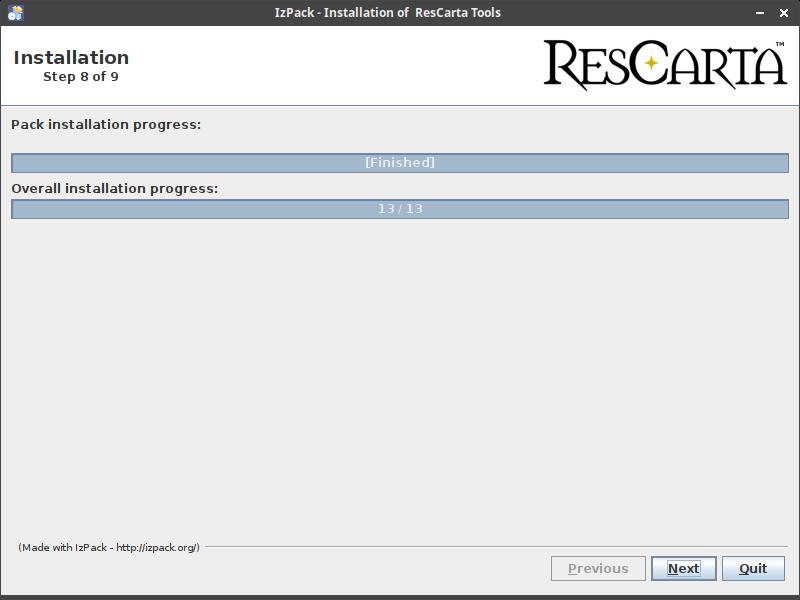 IzPack - Installation of  ResCarta Tools
Installation
Step 8 of 9
RESCARTA™
Pack installation progress:
[Finished]
Overall installation progress:
13 / 13
(Made with IzPack - http://izpack.org/)
Previous Next Quit